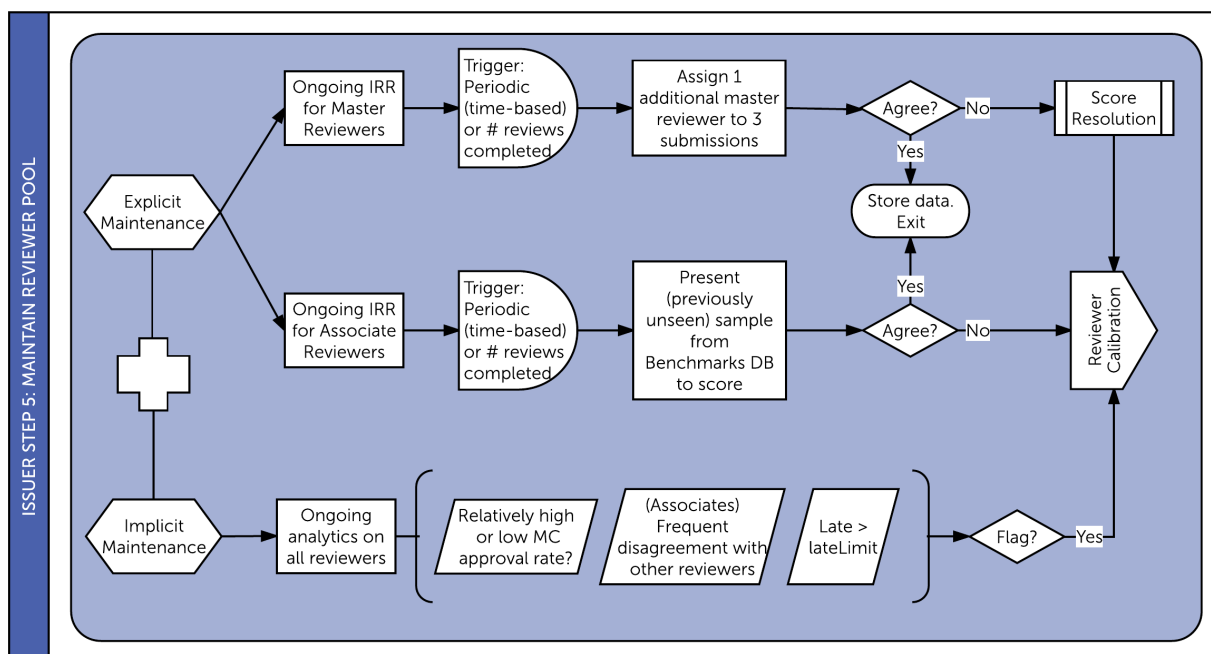 ISSUER STEP 5: MAINTAIN REVIEWER POOL
Explicit
Maintenance
Ongoing IRR
for Master
Reviewers
Trigger:
Periodic
(time-based)
or # reviews
completed
Assign 1
additional master
reviewer to 3
submissions
Agree?
No
Score
Resolution
Yes
Store data.
Exit
Ongoing IRR
for Associate
Reviewers
Trigger:
Periodic
(time-based)
or # reviews
completed
Present
(previously
unseen) sample
from
Benchmarks DB
to score
Yes
Agree?
No
Reviewer
Calibration
Implicit
Maintenance
Ongoing
analytics on
all reviewers
Relatively high
or low MC
approval rate?
(Associates)
Frequent
disagreement with
other reviewers
Late >
lateLimit
Flag?
Yes